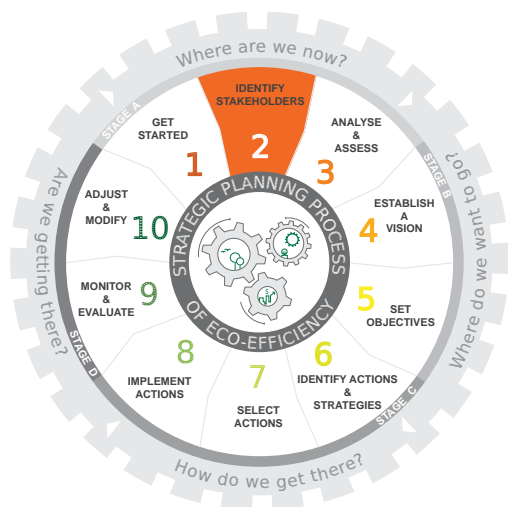 Where are we now?
STAGE A
IDENTIFY
STAKEHOLDERS
2
GET
STARTED
1
ANALYSE
&
ASSESS
3
STAGE B
Where do we want to go?
ESTABLISH
A
VISION
4
SET
OBJECTIVES
5
IDENTIFY ACTIONS
&
STRATEGIES
6
STAGE C
How do we get there?
SELECT
ACTIONS
7
IMPLEMENT
ACTIONS
8
STAGE D
Are we getting there?
MONITOR
&
EVALUATE
9
ADJUST
&
MODIFY
10
STRATEGIC PLANNING PROCESS
OF ECO-EFFICIENCY